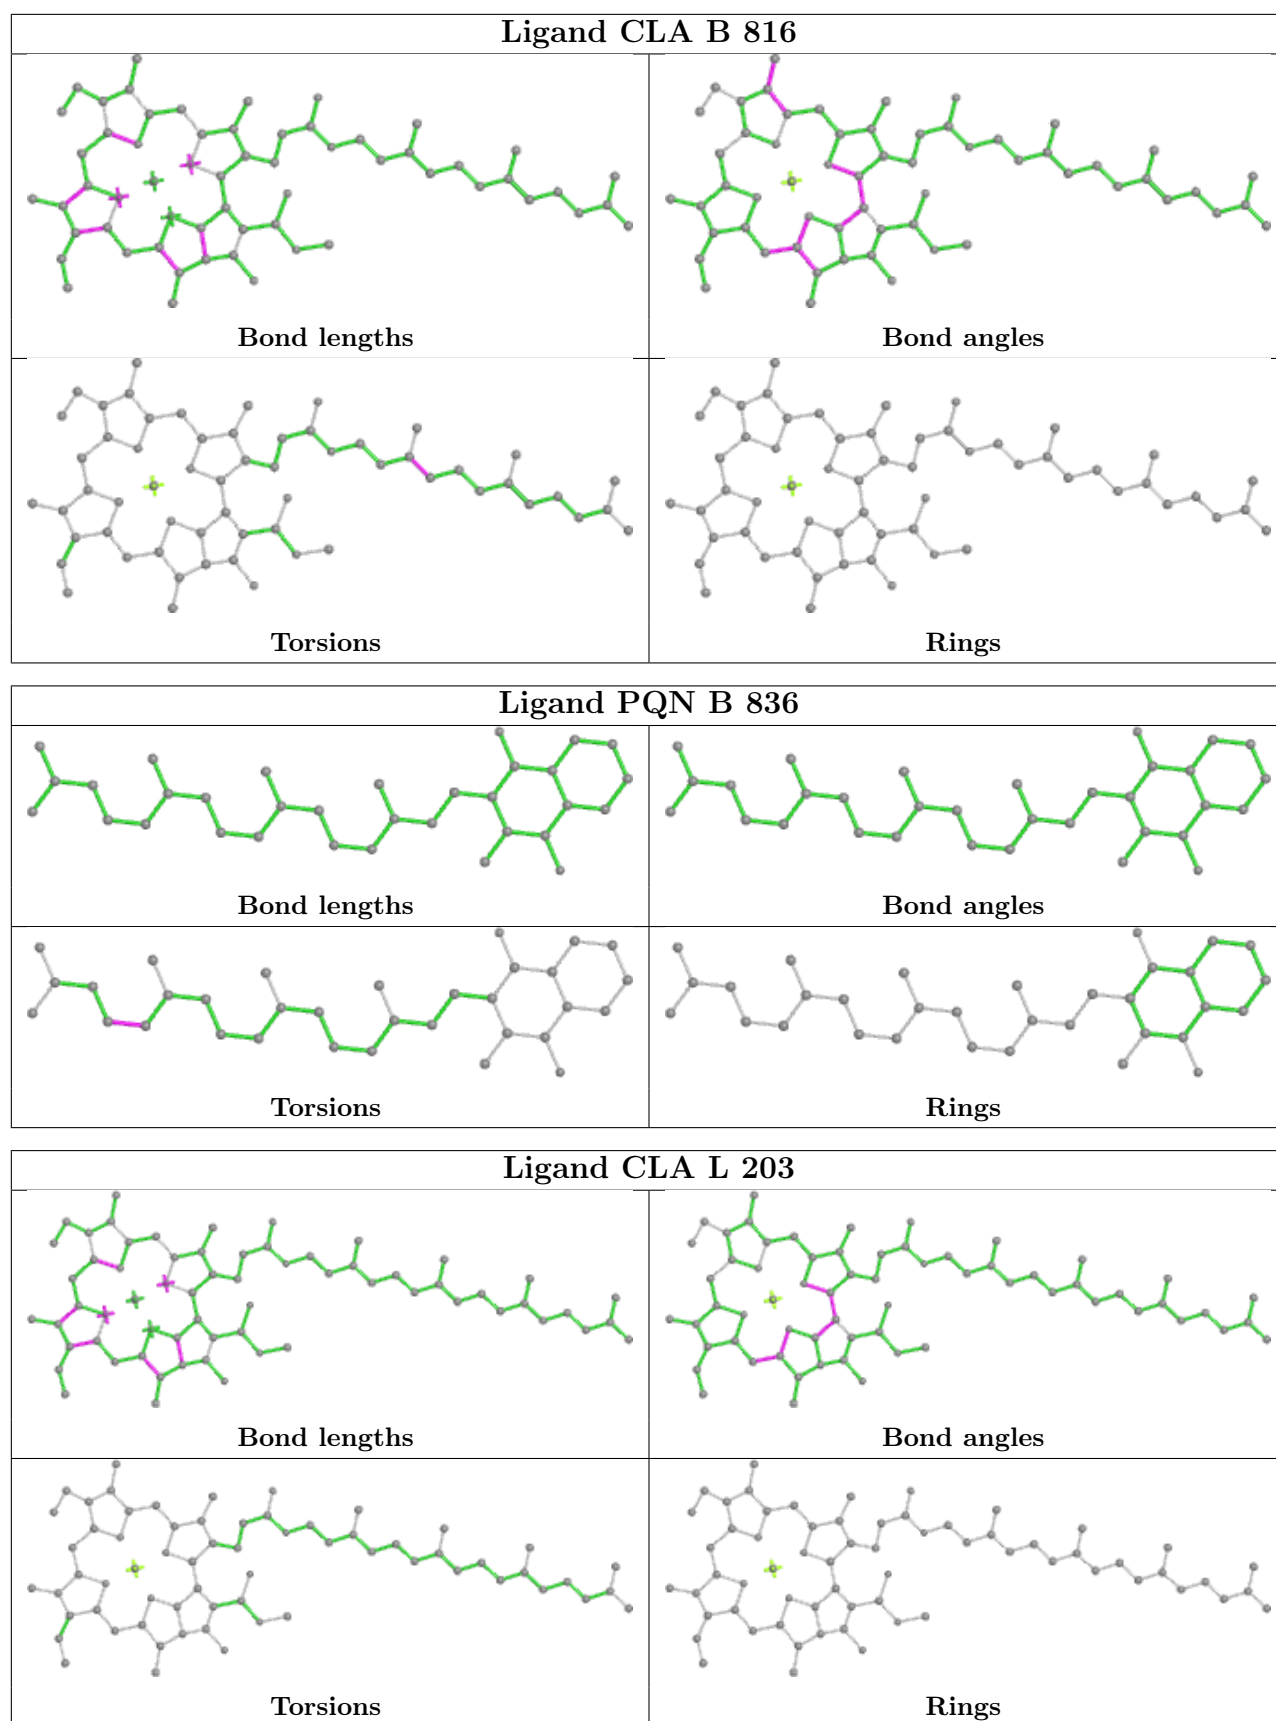 Ligand CLA B 816
Bond lengths
Bond angles
Torsions
Rings
Ligand PQN B 836
Bond lengths
Bond angles
Torsions
Rings
Ligand CLA L 203
Bond lengths
Bond angles
Torsions
Rings